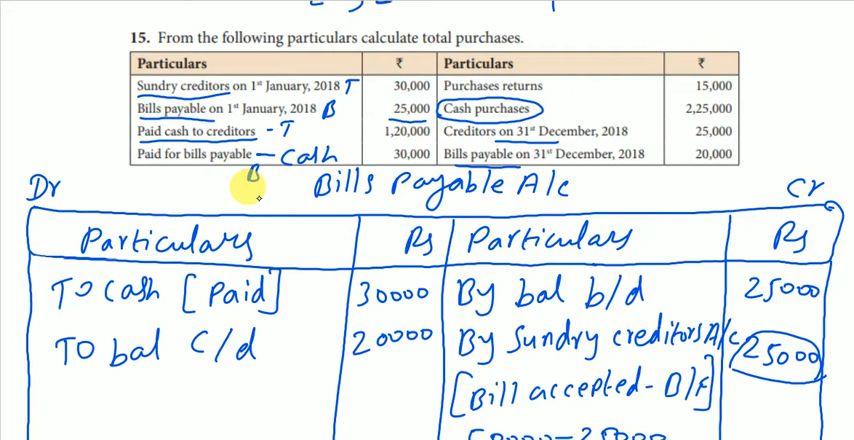 15. From the following particulars calculate total purchases.
Particulars ₹ Particulars ₹
Sundry creditors on 1st January, 2018 T 30,000 Purchases returns 15,000
Bills payable on 1st January, 2018 B 25,000 Cash purchases 2,25,000
Paid cash to creditors - T 1,20,000 Creditors on 31st December, 2018 25,000
Paid for bills payable - Cash 30,000 Bills payable on 31st December, 2018 20,000
B
Dr Bills Payable A/c Cr
Particulars Rs Particulars Rs
To Cash [Paid] 30000 By bal b/d 25000
To bal c/d 20000 By Sundry creditors A/c 25000
[Bill accepted - B/F]